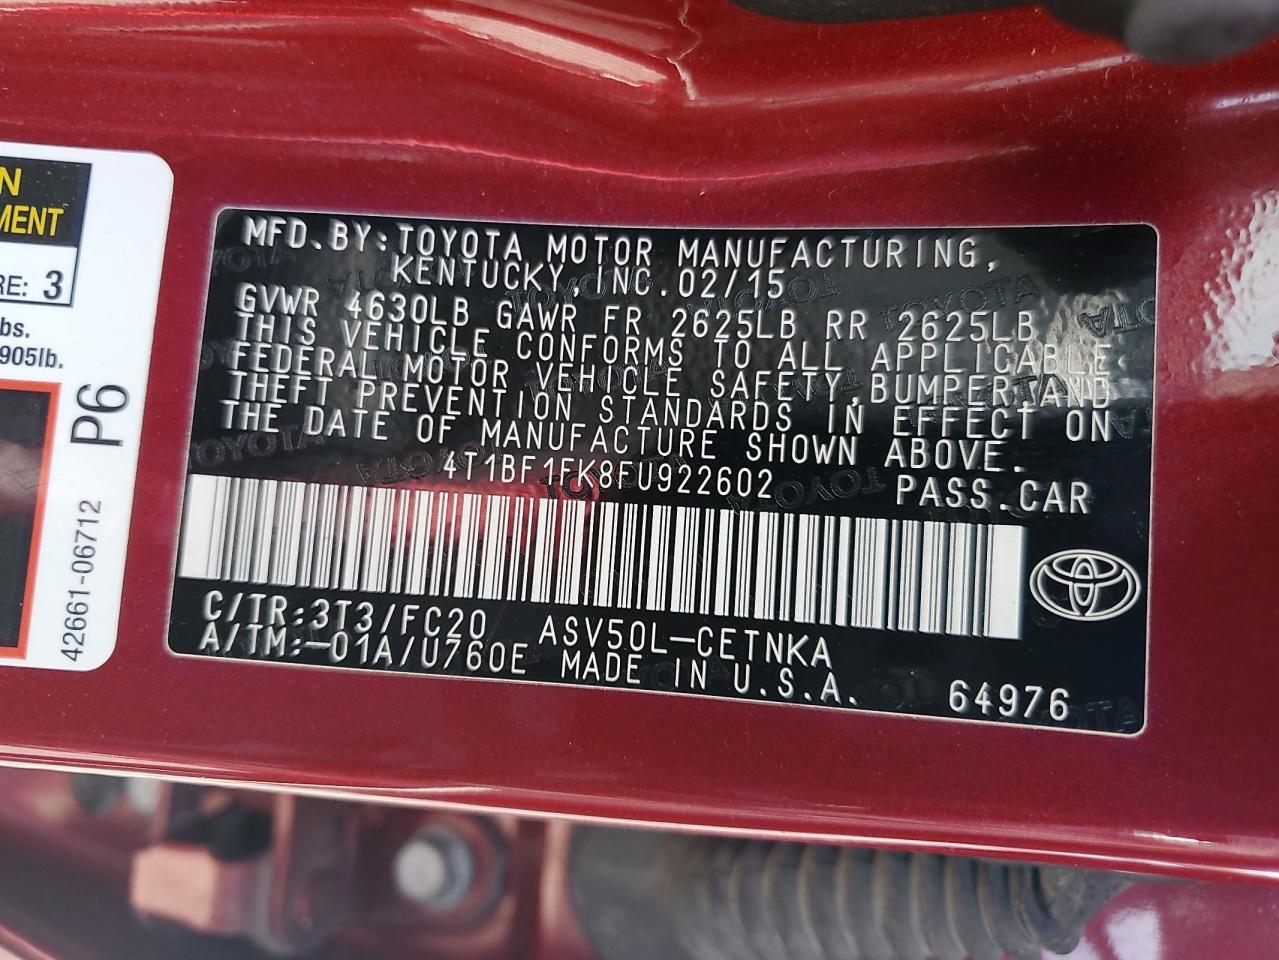 N
MENT
RE: 3
bs.
905lb.
P6
42661-06712
MFD.BY:TOYOTA MOTOR MANUFACTURING,
KENTUCKY,INC.02/15
GVWR 4630LB GAWR FR 2625LB RR 2625LB
THIS VEHICLE CONFORMS TO ALL APPLICABLE
FEDERAL MOTOR VEHICLE SAFETY,BUMPER,AND
THEFT PREVENTION STANDARDS IN EFFECT ON
THE DATE OF MANUFACTURE SHOWN ABOVE.
4T1BF1FK8FU922602 PASS.CAR
C/TR:3T3/FC20 ASV50L-CETNKA
A/TM:-01A/U760E MADE IN U.S.A. 64976